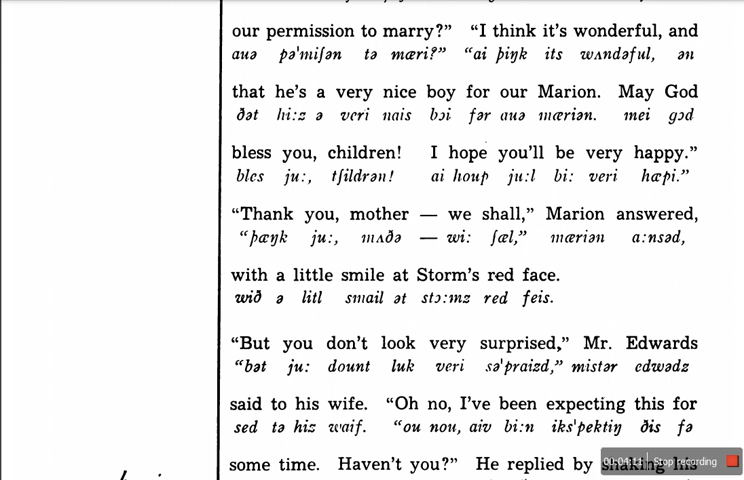 our permission to marry?” “I think it’s wonderful, and
auə pə'miʃən tə mæri?” “ai þiŋk its wʌndəful, ən
that he’s a very nice boy for our Marion. May God
ðət hi:z ə veri nais bɔi fər auə mæriən. mei gɔd
bless you, children! I hope you’ll be very happy.”
bles ju:, tʃildrən! ai houp ju:l bi: veri hæpi.”
“Thank you, mother — we shall,” Marion answered,
“þæŋk ju:, mʌðə — wi: ʃæl,” mæriən a:nsəd,
with a little smile at Storm’s red face.
wið ə litl smail ət stɔ:mz red feis.
“But you don’t look very surprised,” Mr. Edwards
“bət ju: dount luk veri sə'praizd,” mistər edwədz
said to his wife. “Oh no, I’ve been expecting this for
sed tə hiz waif. “ou nou, aiv bi:n iks'pektiŋ ðis fə
some time. Haven’t you?” He replied by shaking his
00:04:11 Stop recording